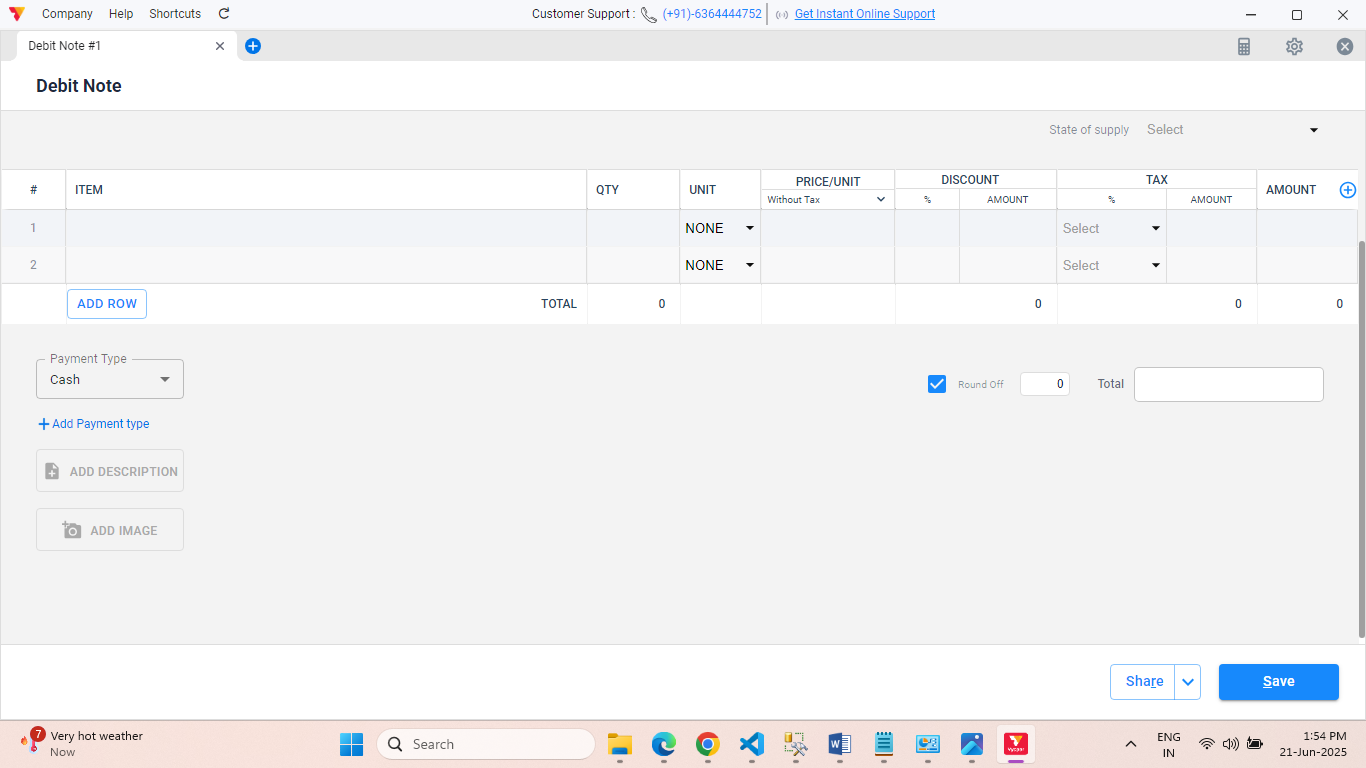 Company Help Shortcuts Customer Support : (+91)-6364444752 Get Instant Online Support
Debit Note #1
Debit Note
State of supply Select
# ITEM QTY UNIT PRICE/UNIT DISCOUNT TAX AMOUNT
Without Tax % AMOUNT % AMOUNT
1 NONE Select
2 NONE Select
ADD ROW TOTAL 0 0 0 0
Payment Type
Cash
Round Off 0 Total
Add Payment type
ADD DESCRIPTION
ADD IMAGE
Share Save
7 Very hot weather
Now
Search
ENG
IN
1:54 PM
21-Jun-2025